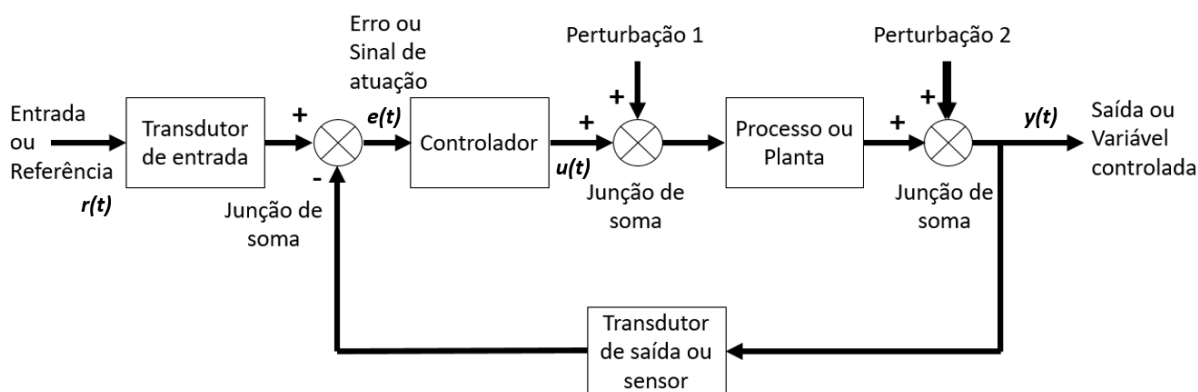 Erro ou
Sinal de
atuação
Perturbação 1
Perturbação 2
Entrada
ou
Referência
r(t)
Transdutor
de entrada
+
-
e(t)
Junção de
soma
Controlador
+
u(t)
+
Junção de
soma
Processo ou
Planta
+
+
Junção de
soma
y(t)
Saída ou
Variável
controlada
Transdutor
de saída ou
sensor